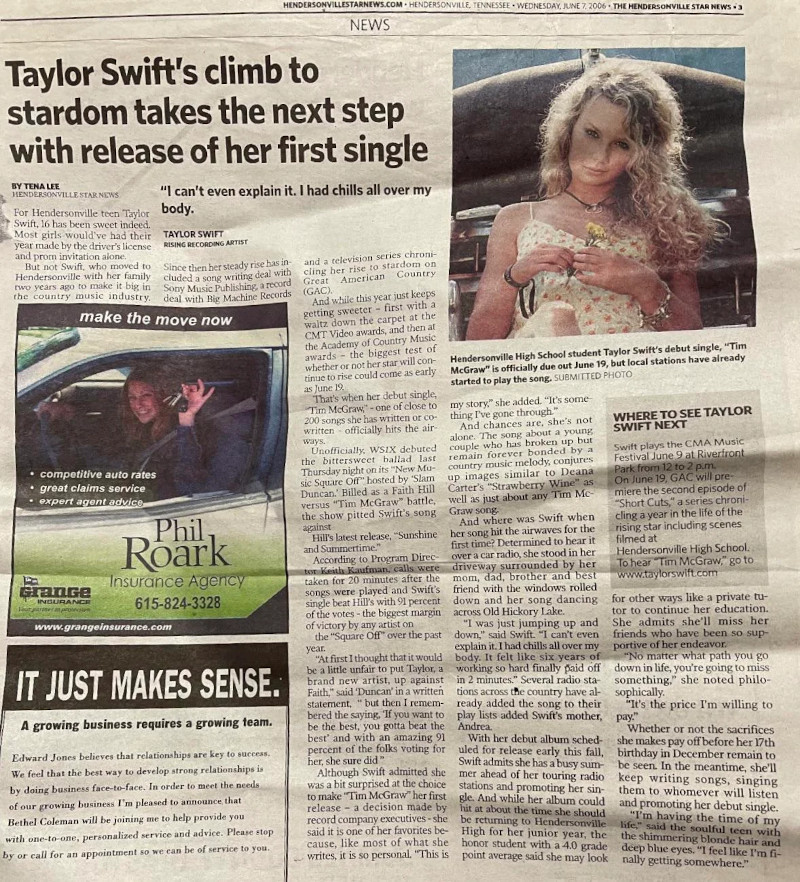 HENDERSONVILLESTARNEWS.COM • HENDERSONVILLE, TENNESSEE • WEDNESDAY, JUNE 7, 2006 • THE HENDERSONVILLE STAR NEWS • 3
NEWS
Taylor Swift's climb to
stardom takes the next step
with release of her first single
BY TENA LEE
HENDERSONVILLE STAR NEWS
For Hendersonville teen Taylor
Swift, 16 has been sweet indeed.
Most girls would've had their
year made by the driver's license
and prom invitation alone.
But not Swift, who moved to
Hendersonville with her family
two years ago to make it big in
the country music industry.
"I can't even explain it. I had chills all over my
body.
TAYLOR SWIFT
RISING RECORDING ARTIST
Since then her steady rise has in-
cluded a song writing deal with
Sony Music Publishing, a record
deal with Big Machine Records
and a television series chroni-
cling her rise to stardom on
Great American Country
(GAC).
And while this year just keeps
getting sweeter – first with a
waltz down the carpet at the
CMT Video awards, and then at
the Academy of Country Music
awards – the biggest test of
whether or not her star will con-
tinue to rise could come as early
as June 19.
That's when her debut single,
"Tim McGraw," - one of close to
200 songs she has written or co-
written - officially hits the air-
ways.
Unofficially, WSIX debuted
the bittersweet ballad last
Thursday night on its "New Mu-
sic Square Off" hosted by 'Slam
Duncan.' Billed as a Faith Hill
versus "Tim McGraw" battle,
the show pitted Swift's song
against
Hill's latest release, "Sunshine
and Summertime."
According to Program Direc-
tor Keith Kaufman, calls were
taken for 20 minutes after the
songs were played and Swift's
single beat Hill's with 91 percent
of the votes - the biggest margin
of victory by any artist on
the "Square Off" over the past
year.
"At first I thought that it would
be a little unfair to put Taylor, a
brand new artist, up against
Faith," said 'Duncan' in a written
statement, " but then I remem-
bered the saying, 'If you want to
be the best, you gotta beat the
best' and with an amazing 91
percent of the folks voting for
her, she sure did "
Although Swift admitted she
was a bit surprised at the choice
to make "Tim McGraw" her first
release – a decision made by
record company executives - she
said it is one of her favorites be-
cause, like most of what she
writes, it is so personal. "This is
Hendersonville High School student Taylor Swift's debut single, "Tim
McGraw" is officially due out June 19, but local stations have already
started to play the song. SUBMITTED PHOTO
my story," she added. "It's some-
thing I've gone through."
And chances are, she's not
alone. The song about a young
couple who has broken up but
remain forever bonded by a
country music melody, conjures
up images similar to Deana
Carter's "Strawberry Wine" as
well as just about any Tim Mc-
Graw song.
And where was Swift when
her song hit the airwaves for the
first time? Determined to hear it
over a car radio, she stood in her
driveway surrounded by her
mom, dad, brother and best
friend with the windows rolled
down and her song dancing
across Old Hickory Lake.
"I was just jumping up and
down," said Swift. "I can't even
explain it. I had chills all over my
body. It felt like six years of
working so hard finally paid off
in 2 minutes." Several radio sta-
tions across the country have al-
ready added the song to their
play lists added Swift's mother,
Andrea.
With her debut album sched-
uled for release early this fall,
Swift admits she has a busy sum-
mer ahead of her touring radio
stations and promoting her sin-
gle. And while her album could
hit at about the time she should
be returning to Hendersonville
High for her junior year, the
honor student with a 4.0 grade
point average said she may look
WHERE TO SEE TAYLOR
SWIFT NEXT
Swift plays the CMA Music
Festival June 9 at Riverfront
Park from 12 to 2 p.m.
On June 19, GAC will pre-
miere the second episode of
"Short Cuts," a series chroni-
cling a year in the life of the
rising star including scenes
filmed at
Hendersonville High School.
To hear "Tim McGraw," go to
www.taylorswift.com
for other ways like a private tu-
tor to continue her education.
She admits she'll miss her
friends who have been so sup-
portive of her endeavor.
"No matter what path you go
down in life, you're going to miss
something," she noted philo-
sophically.
"It's the price I'm willing to
pay."
Whether or not the sacrifices
she makes pay off before her 17th
birthday in December remain to
be seen. In the meantime, she'll
keep writing songs, singing
them to whomever will listen
and promoting her debut single.
"I'm having the time of my
life," said the soulful teen with
the shimmering blonde hair and
deep blue eyes. "I feel like I'm fi-
nally getting somewhere."
make the move now
• competitive auto rates
• great claims service
• expert agent advice
Phil
Roark
Insurance Agency
615-824-3328
Grange
INSURANCE
www.grangeinsurance.com
IT JUST MAKES SENSE.
A growing business requires a growing team.
Edward Jones believes that relationships are key to success.
We feel that the best way to develop strong relationships is
by doing business face-to-face. In order to meet the needs
of our growing business I'm pleased to announce that
Bethel Coleman will be joining me to help provide you
with one-to-one, personalized service and advice. Please stop
by or call for an appointment so we can be of service to you.